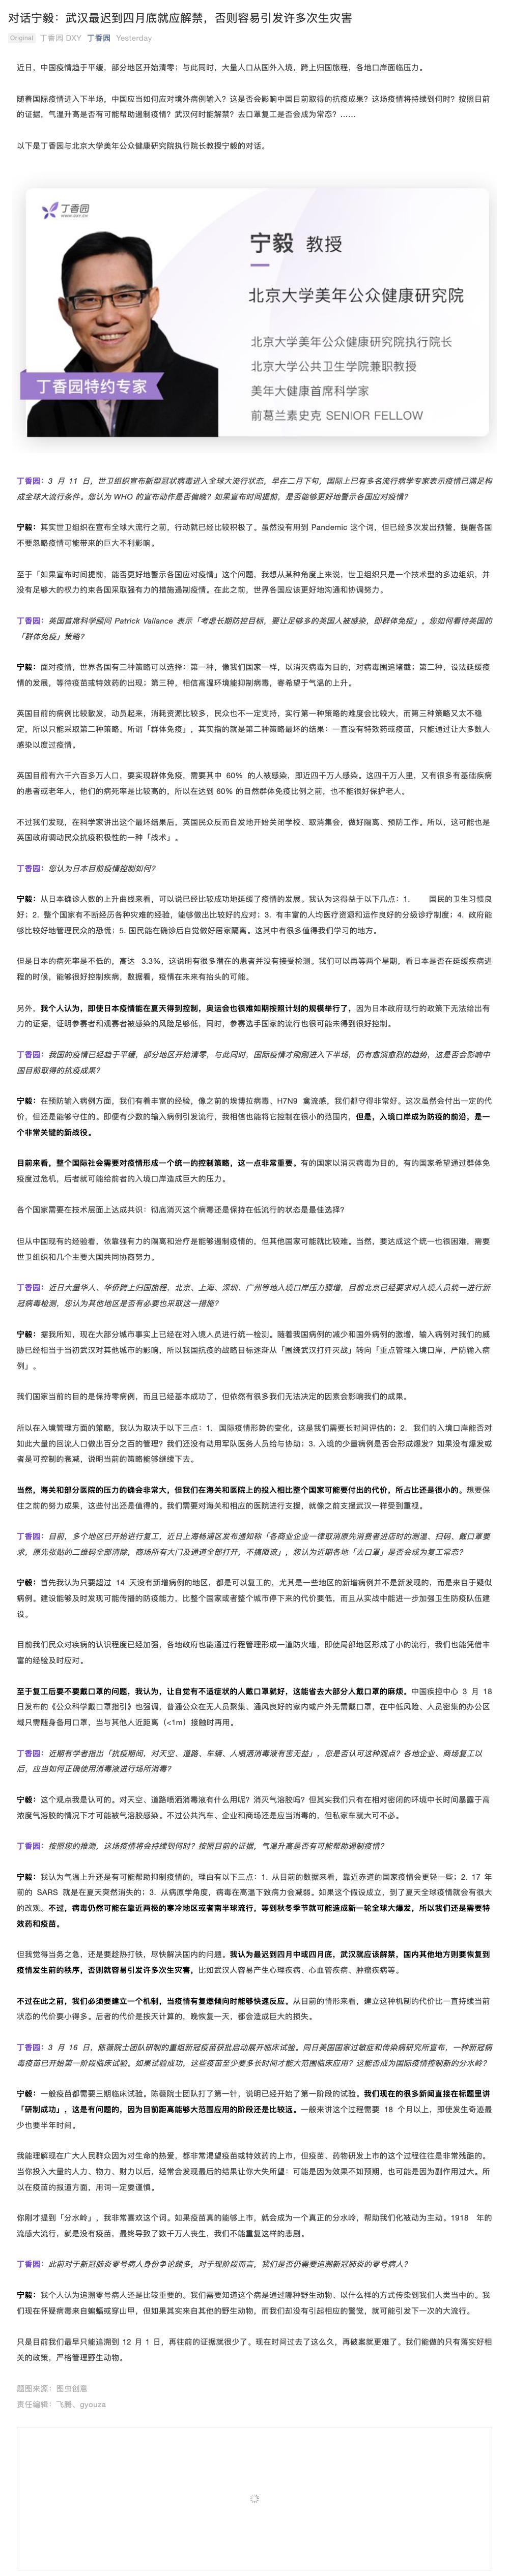 对话宁毅：武汉最迟到四月底就应解禁，否则容易引发许多次生灾害
Original 丁香园 DXY 丁香园 Yesterday
近日，中国疫情趋于平缓，部分地区开始清零；与此同时，大量人口从国外入境，跨上归国旅程，各地口岸面临压力。
随着国际疫情进入下半场，中国应当如何应对境外病例输入？这是否会影响中国目前取得的抗疫成果？这场疫情将持续到何时？按照目前
的证据，气温升高是否有可能帮助遏制疫情？武汉何时能解禁？去口罩复工是否会成为常态？……
以下是丁香园与北京大学美年公众健康研究院执行院长教授宁毅的对话。
丁香园
WWW.DXY.CN
宁毅 教授
北京大学美年公众健康研究院
北京大学美年公众健康研究院执行院长
北京大学公共卫生学院兼职教授
美年大健康首席科学家
前葛兰素史克 SENIOR FELLOW
丁香园特约专家
丁香园：3 月 11 日，世卫组织宣布新型冠状病毒进入全球大流行状态，早在二月下旬，国际上已有多名流行病学专家表示疫情已满足构
成全球大流行条件。您认为 WHO 的宣布动作是否偏晚？如果宣布时间提前，是否能够更好地警示各国应对疫情？
宁毅：其实世卫组织在宣布全球大流行之前，行动就已经比较积极了。虽然没有用到 Pandemic 这个词，但已经多次发出预警，提醒各国
不要忽略疫情可能带来的巨大不利影响。
至于「如果宣布时间提前，能否更好地警示各国应对疫情」这个问题，我想从某种角度上来说，世卫组织只是一个技术型的多边组织，并
没有足够大的权力约束各国采取强有力的措施遏制疫情。在此之前，世界各国应该更好地沟通和协调努力。
丁香园：英国首席科学顾问 Patrick Vallance 表示「考虑长期防控目标，要让足够多的英国人被感染，即群体免疫」。您如何看待英国的
「群体免疫」策略？
宁毅：面对疫情，世界各国有三种策略可以选择：第一种，像我们国家一样，以消灭病毒为目的，对病毒围追堵截；第二种，设法延缓疫
情的发展，等待疫苗或特效药的出现；第三种，相信高温环境能抑制病毒，寄希望于气温的上升。
英国目前的病例比较散发，动员起来，消耗资源比较多，民众也不一定支持，实行第一种策略的难度会比较大，而第三种策略又太不稳
定，所以只能采取第二种策略。所谓「群体免疫」，其实指的就是第二种策略最坏的结果：一直没有特效药或疫苗，只能通过让大多数人
感染以度过疫情。
英国目前有六千六百多万人口，要实现群体免疫，需要其中 60% 的人被感染，即近四千万人感染。这四千万人里，又有很多有基础疾病
的患者或老年人，他们的病死率是比较高的，所以在达到 60% 的自然群体免疫比例之前，也不能很好保护老人。
不过我们发现，在科学家讲出这个最坏结果后，英国民众反而自发地开始关闭学校、取消集会，做好隔离、预防工作。所以，这可能也是
英国政府调动民众抗疫积极性的一种「战术」。
丁香园：您认为日本目前疫情控制如何？
宁毅：从日本确诊人数的上升曲线来看，可以说已经比较成功地延缓了疫情的发展。我认为这得益于以下几点：1. 国民的卫生习惯良
好；2. 整个国家有不断经历各种灾难的经验，能够做出比较好的应对；3. 有丰富的人均医疗资源和运作良好的分级诊疗制度；4. 政府能
够比较好地管理民众的恐慌；5. 国民能在确诊后自觉做好居家隔离。这其中有很多值得我们学习的地方。
但是日本的病死率是不低的，高达 3.3%，这说明有很多潜在的患者并没有接受检测。我们可以再等两个星期，看日本是否在延缓疾病进
程的时候，能够很好控制疾病，数据看，疫情在未来有抬头的可能。
另外，我个人认为，即使日本疫情能在夏天得到控制，奥运会也很难如期按照计划的规模举行了，因为日本政府现行的政策下无法给出有
力的证据，证明参赛者和观赛者被感染的风险足够低，同时，参赛选手国家的流行也很可能未得到很好控制。
丁香园：我国的疫情已经趋于平缓，部分地区开始清零，与此同时，国际疫情才刚刚进入下半场，仍有愈演愈烈的趋势，这是否会影响中
国目前取得的抗疫成果？
宁毅：在预防输入病例方面，我们有着丰富的经验，像之前的埃博拉病毒、H7N9 禽流感，我们都守得非常好。这次虽然会付出一定的代
价，但还是能够守住的。即便有少数的输入病例引发流行，我相信也能将它控制在很小的范围内，但是，入境口岸成为防疫的前沿，是一
个非常关键的新战役。
目前来看，整个国际社会需要对疫情形成一个统一的控制策略，这一点非常重要。有的国家以消灭病毒为目的，有的国家希望通过群体免
疫度过危机，后者就可能给前者的入境口岸造成巨大的压力。
各个国家需要在技术层面上达成共识：彻底消灭这个病毒还是保持在低流行的状态是最佳选择？
但从中国现有的经验看，依靠强有力的隔离和治疗是能够遏制疫情的，但其他国家可能就比较难。当然，要达成这个统一也很困难，需要
世卫组织和几个主要大国共同协商努力。
丁香园：近日大量华人、华侨跨上归国旅程，北京、上海、深圳、广州等地入境口岸压力骤增，目前北京已经要求对入境人员统一进行新
冠病毒检测，您认为其他地区是否有必要也采取这一措施？
宁毅：据我所知，现在大部分城市事实上已经在对入境人员进行统一检测。随着我国病例的减少和国外病例的激增，输入病例对我们的威
胁已经相当于当初武汉对其他城市的影响，所以我国抗疫的战略目标逐渐从「围绕武汉打歼灭战」转向「重点管理入境口岸，严防输入病
例」。
我们国家当前的目的是保持零病例，而且已经基本成功了，但依然有很多我们无法决定的因素会影响我们的成果。
所以在入境管理方面的策略，我认为取决于以下三点：1. 国际疫情形势的变化，这是我们需要长时间评估的；2. 我们的入境口岸能否对
如此大量的回流人口做出百分之百的管理？我们还没有动用军队医务人员给与协助；3. 入境的少量病例是否会形成爆发？如果没有爆发或
者是可控制的衰减，说明当前的策略能够继续下去。
当然，海关和部分医院的压力的确会非常大，但我们在海关和医院上的投入相比整个国家可能要付出的代价，所占比还是很小的。想要保
住之前的努力成果，这些付出还是值得的。我们需要对海关和相应的医院进行支援，就像之前支援武汉一样受到重视。
丁香园：目前，多个地区已开始进行复工，近日上海杨浦区发布通知称「各商业企业一律取消原先消费者进店时的测温、扫码、戴口罩要
求，原先张贴的二维码全部清除，商场所有大门及通道全部打开，不搞限流」，您认为近期各地「去口罩」是否会成为复工常态？
宁毅：首先我认为只要超过 14 天没有新增病例的地区，都是可以复工的，尤其是一些地区的新增病例并不是新发现的，而是来自于疑似
病例。建设能够及时发现可能传播的防疫能力，比整个国家或者整个城市停下来的代价要低，而且从实战中能进一步加强卫生防疫队伍建
设。
目前我们民众对疾病的认识程度已经加强，各地政府也能通过行程管理形成一道防火墙，即使局部地区形成了小的流行，我们也能凭借丰
富的经验及时应对。
至于复工后要不要戴口罩的问题，我认为，让自觉有不适症状的人戴口罩就好，这能省去大部分人戴口罩的麻烦。中国疾控中心 3 月 18
日发布的《公众科学戴口罩指引》也强调，普通公众在无人员聚集、通风良好的家内或户外无需戴口罩，在中低风险、人员密集的办公区
域只需随身备用口罩，当与其他人近距离（<1m）接触时再用。
丁香园：近期有学者指出「抗疫期间，对天空、道路、车辆、人喷洒消毒液有害无益」，您是否认可这种观点？各地企业、商场复工以
后，应当如何正确使用消毒液进行场所消毒？
宁毅：这个观点我是认可的。对天空、道路喷洒消毒液有什么用呢？消灭气溶胶吗？但其实我们只有在相对密闭的环境中长时间暴露于高
浓度气溶胶的情况下才可能被气溶胶感染。不过公共汽车、企业和商场还是应当消毒的，但私家车就大可不必。
丁香园：按照您的推测，这场疫情将会持续到何时？按照目前的证据，气温升高是否有可能帮助遏制疫情？
宁毅：我认为气温上升还是有可能帮助抑制疫情的，理由有以下三点：1. 从目前的数据来看，靠近赤道的国家疫情会更轻一些；2. 17 年
前的 SARS 就是在夏天突然消失的；3. 从病原学角度，病毒在高温下致病力会减弱。如果这个假设成立，到了夏天全球疫情就会有很大
的改观。不过，病毒仍然可能在靠近两极的寒冷地区或者南半球流行，等到秋冬季节就可能造成新一轮全球大爆发，所以我们还是需要特
效药和疫苗。
但我觉得当务之急，还是要趁热打铁，尽快解决国内的问题。我认为最迟到四月中或四月底，武汉就应该解禁，国内其他地方则要恢复到
疫情发生前的秩序，否则就容易引发许多次生灾害，比如武汉人容易产生心理疾病、心血管疾病、肿瘤疾病等。
不过在此之前，我们必须要建立一个机制，当疫情有复燃倾向时能够快速反应。从目前的情形来看，建立这种机制的代价比一直持续当前
状态的代价要小得多。后者的代价是按天计算的，晚恢复一天，都会造成巨大的损失。
丁香园：3 月 16 日，陈薇院士团队研制的重组新冠疫苗获批启动展开临床试验。同日美国国家过敏症和传染病研究所宣布，一种新冠病
毒疫苗已开始第一阶段临床试验。如果试验成功，这些疫苗至少要多长时间才能大范围临床应用？这能否成为国际疫情控制新的分水岭？
宁毅：一般疫苗都需要三期临床试验。陈薇院士团队打了第一针，说明已经开始了第一阶段的试验。我们现在的很多新闻直接在标题里讲
「研制成功」，这是有问题的，因为目前距离能够大范围应用的阶段还是比较远。一般来讲这个过程需要 18 个月以上，即使发生奇迹最
少也要半年时间。
我能理解现在广大人民群众因为对生命的热爱，都非常渴望疫苗或特效药的上市，但疫苗、药物研发上市的这个过程往往是非常残酷的。
当你投入大量的人力、物力、财力以后，经常会发现最后的结果让你大失所望：可能是因为效果不如预期，也可能是因为副作用过大。所
以在疫苗的报道方面，用词一定要谨慎。
你刚才提到「分水岭」，我非常喜欢这个词。如果疫苗真的能够上市，就会成为一个真正的分水岭，帮助我们化被动为主动。1918 年的
流感大流行，就是没有疫苗，最终导致了数千万人丧生，我们不能重复这样的悲剧。
丁香园：此前对于新冠肺炎零号病人身份争论颇多，对于现阶段而言，我们是否仍需要追溯新冠肺炎的零号病人？
宁毅：我个人认为追溯零号病人还是比较重要的。我们需要知道这个病是通过哪种野生动物、以什么样的方式传染到我们人类当中的。我
们现在怀疑病毒来自蝙蝠或穿山甲，但如果其实来自其他的野生动物，而我们却没有引起相应的警觉，就可能引发下一次的大流行。
只是目前我们最早只能追溯到 12 月 1 日，再往前的证据就很少了。现在时间过去了这么久，再破案就更难了。我们能做的只有落实好相
关的政策，严格管理野生动物。
题图来源：图虫创意
责任编辑：飞腾、gyouza